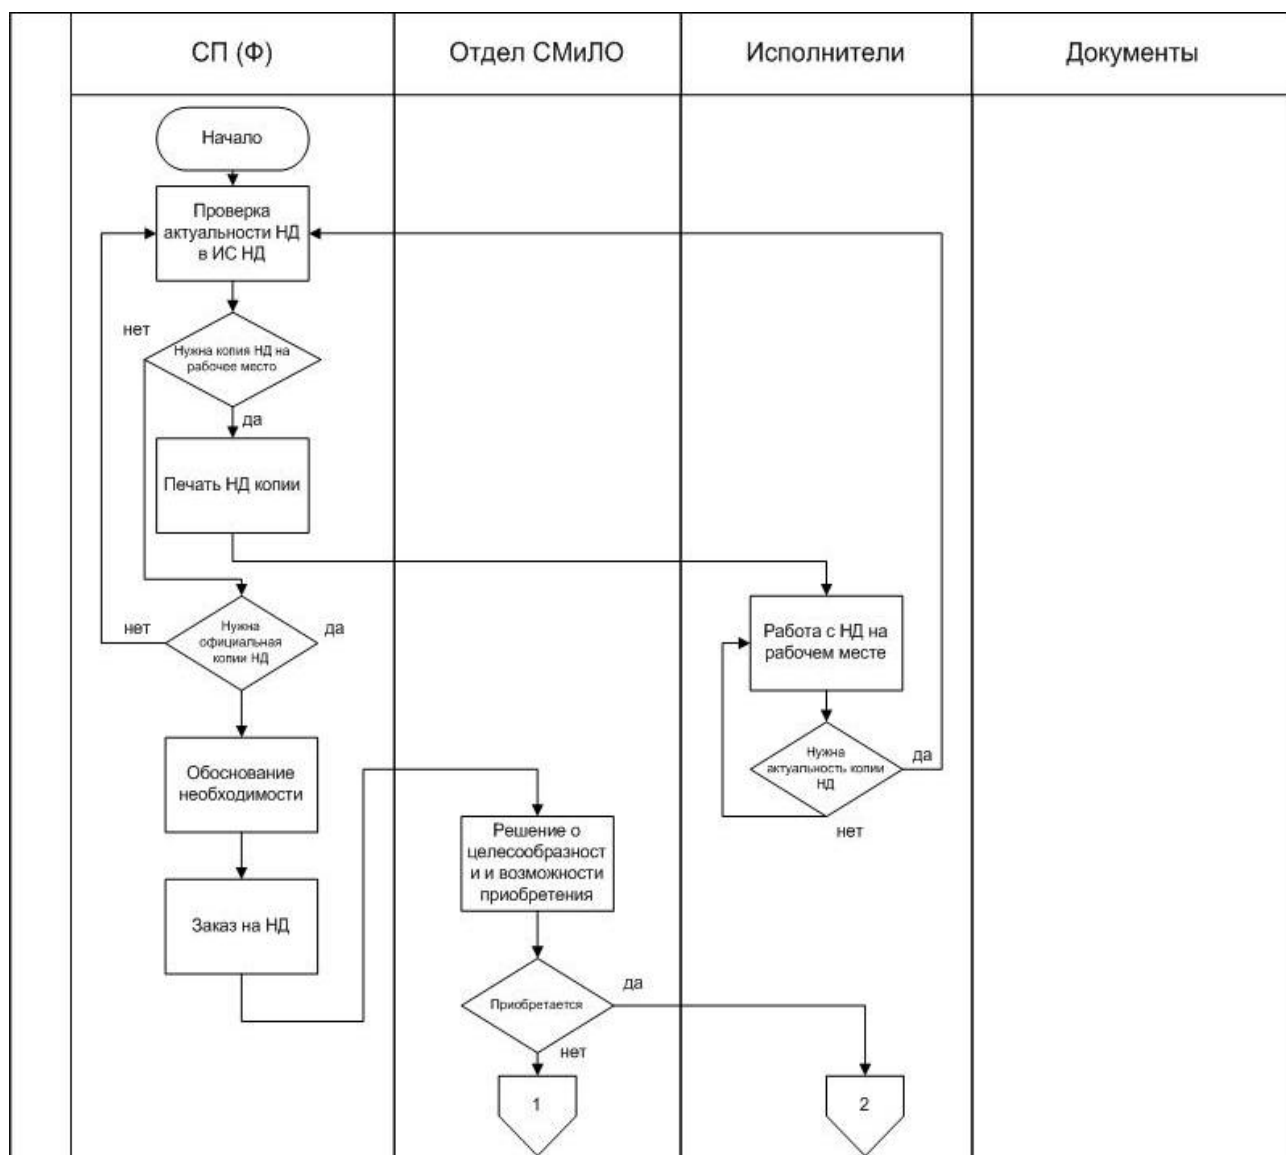 СП (Ф)
Отдел СМиЛО
Исполнители
Документы
Начало
Проверка
актуальности НД
в ИС НД
нет
Нужна копия НД на
рабочее место
да
Печать НД копии
нет
Нужна
официальная
копии НД
да
Работа с НД на
рабочем месте
Обоснование
необходимости
Нужна
актуальность копии
НД
да
нет
Решение о
целесообразност
и и возможности
приобретения
Заказ на НД
Приобретается
да
нет
1
2